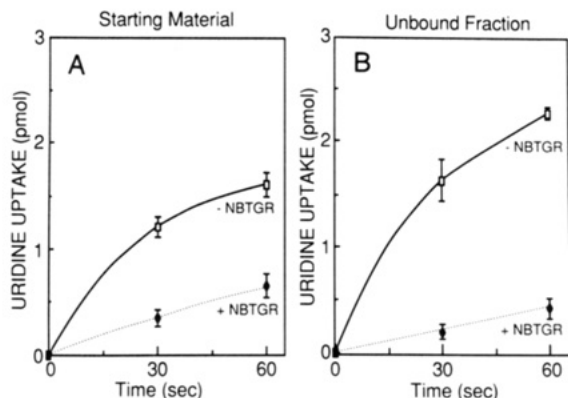 Starting Material
Unbound Fraction
A
URIDINE UPTAKE (pmol)
3
2
1
0
- NBTGR
+ NBTGR
0
30
60
Time (sec)
B
URIDINE UPTAKE (pmol)
3
2
1
0
- NBTGR
+ NBTGR
0
30
60
Time (sec)